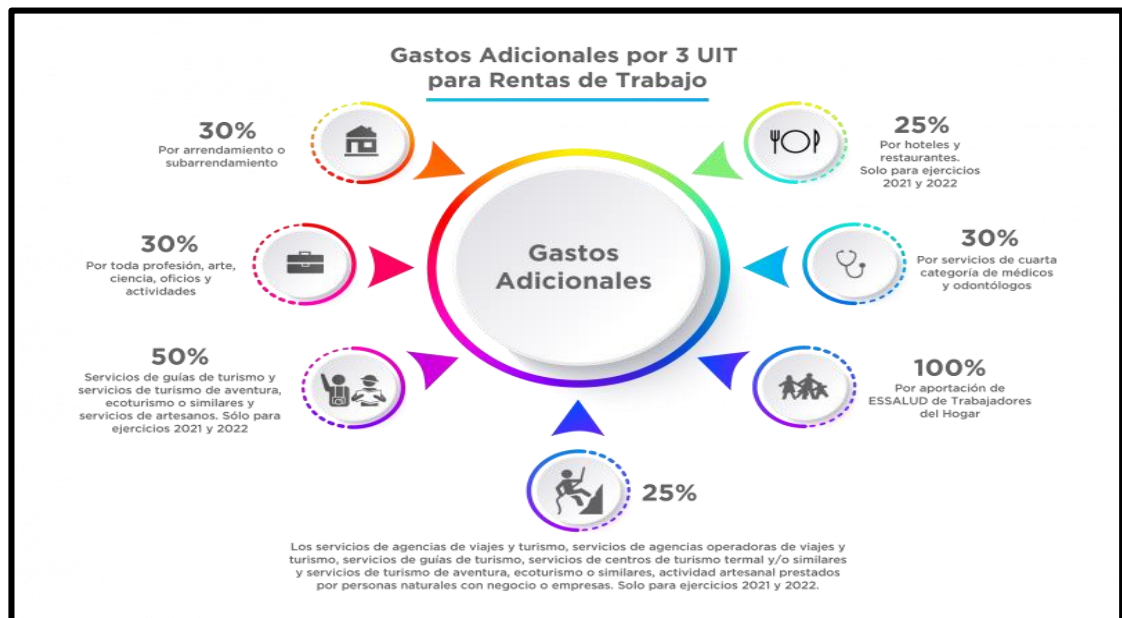 Gastos Adicionales por 3 UIT
para Rentas de Trabajo
30%
Por arrendamiento o
subarrendamiento
25%
Por hoteles y
restaurantes.
Solo para ejercicios
2021 y 2022
30%
Por toda profesión, arte,
ciencia, oficios y
actividades
Gastos
Adicionales
30%
Por servicios de cuarta
categoría de médicos
y odontólogos
50%
Servicios de guías de turismo y
servicios de turismo de aventura,
ecoturismo o similares y
servicios de artesanos. Sólo para
ejercicios 2021 y 2022
100%
Por aportación de
ESSALUD de Trabajadores
del Hogar
25%
Los servicios de agencias de viajes y turismo, servicios de agencias operadoras de viajes y
turismo, servicios de guías de turismo, servicios de centros de turismo termal y/o similares
y servicios de turismo de aventura, ecoturismo o similares, actividad artesanal prestados
por personas naturales con negocio o empresas. Solo para ejercicios 2021 y 2022.